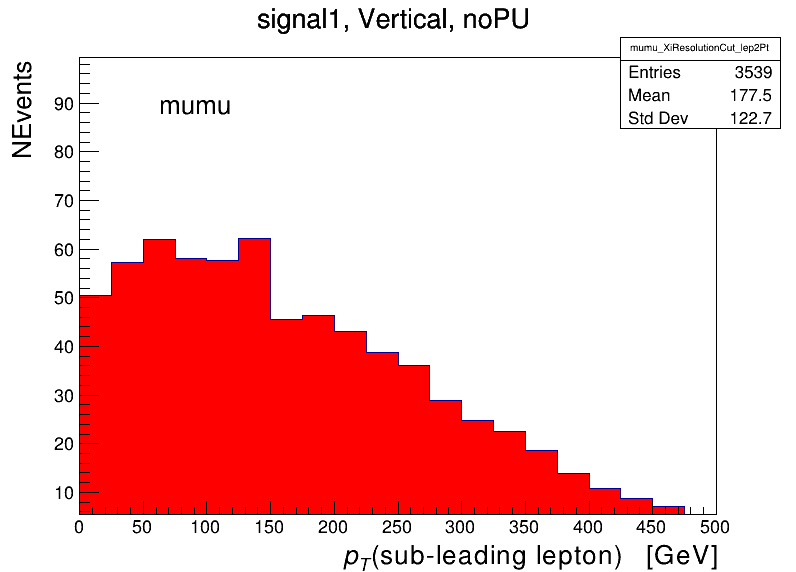 signal1, Vertical, noPU
mumu_XiResolutionCut_lep2Pt
Entries 3539
Mean 177.5
Std Dev 122.7
NEvents
mumu
90
80
70
60
50
40
30
20
10
0 50 100 150 200 250 300 350 400 450 500
p_T(sub-leading lepton) [GeV]